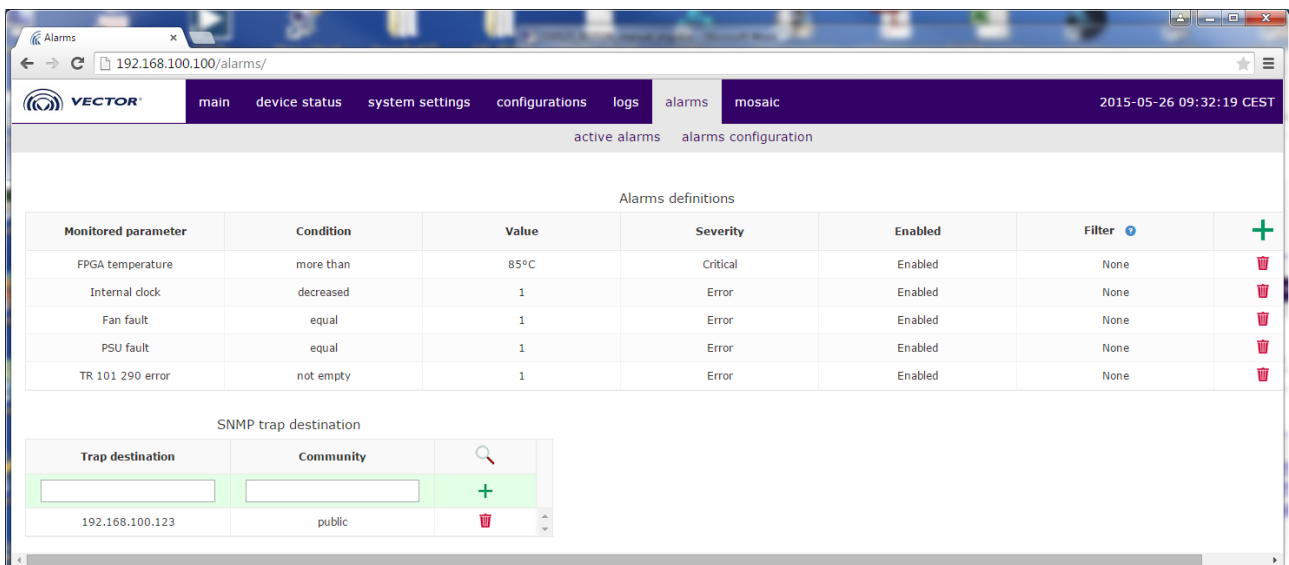 Alarms
192.168.100.100/alarms/
VECTOR main device status system settings configurations logs alarms mosaic 2015-05-26 09:32:19 CEST
active alarms alarms configuration
Alarms definitions
Monitored parameter Condition Value Severity Enabled Filter ?
FPGA temperature more than 85ºC Critical Enabled None
Internal clock decreased 1 Error Enabled None
Fan fault equal 1 Error Enabled None
PSU fault equal 1 Error Enabled None
TR 101 290 error not empty 1 Error Enabled None
SNMP trap destination
Trap destination Community
192.168.100.123 public